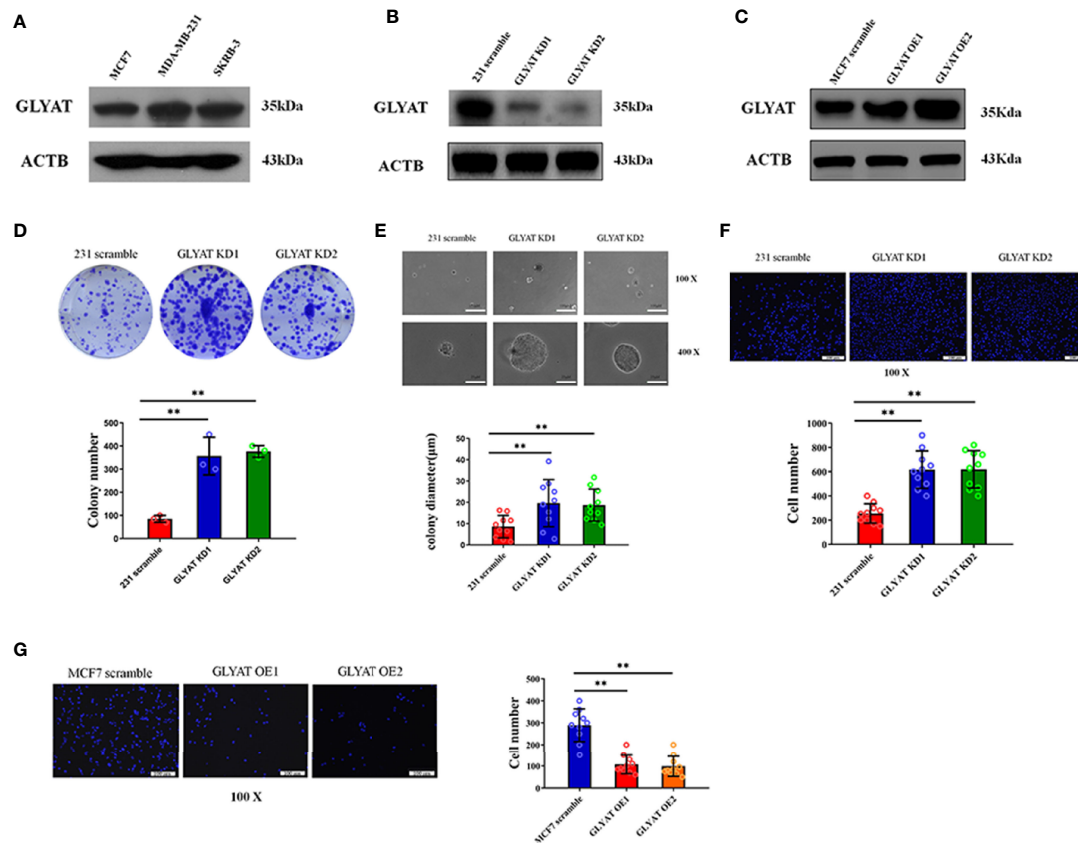 A
MCF7
MDA-MB-231
SKRB-3
GLYAT
35kDa
ACTB
43kDa
B
231 scramble
GLYAT KD1
GLYAT KD2
GLYAT
35kDa
ACTB
43kDa
C
MCF7 scramble
GLYAT OE1
GLYAT OE2
GLYAT
35Kda
ACTB
43Kda
D
231 scramble
GLYAT KD1
GLYAT KD2
**
**
Colony number
500
400
300
200
100
0
231 scramble
GLYAT KD1
GLYAT KD2
E
231 scramble
GLYAT KD1
GLYAT KD2
100 X
400 X
**
**
colony diameter(μm)
50
40
30
20
10
0
231 scramble
GLYAT KD1
GLYAT KD2
F
231 scramble
GLYAT KD1
GLYAT KD2
100 X
**
**
Cell number
1000
800
600
400
200
0
231 scramble
GLYAT KD1
GLYAT KD2
G
MCF7 scramble
GLYAT OE1
GLYAT OE2
100 X
**
**
Cell number
500
400
300
200
100
0
MCF7 scramble
GLYAT OE1
GLYAT OE2